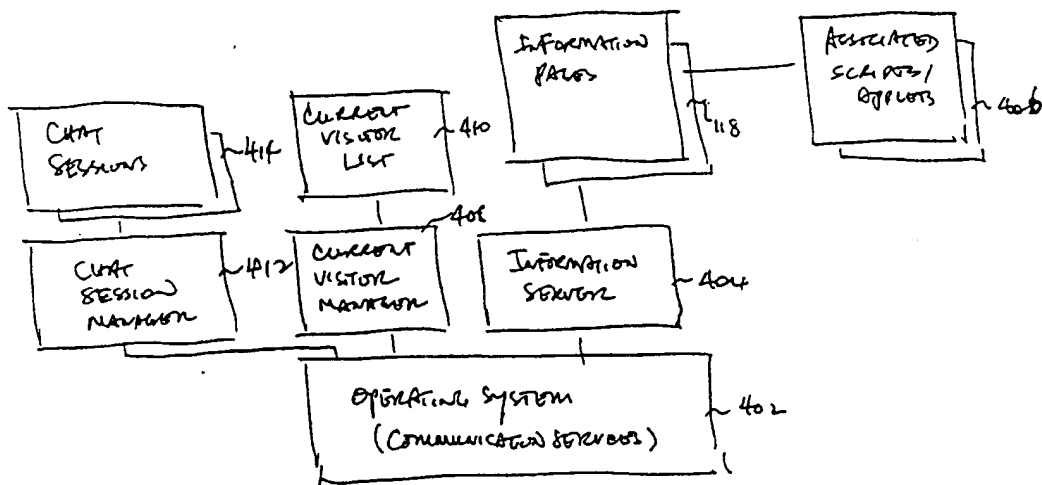 INFORMATION
PAGES
118
ASSOCIATED
SCRIPTS/
APPLETS
406
CHAT
SESSIONS
414
CURRENT
VISITOR
LIST
410
CHAT
SESSION
MANAGER
412
CURRENT
VISITOR
MANAGER
408
INFORMATION
SERVER
404
OPERATING SYSTEM
(COMMUNICATION SERVICES)
402